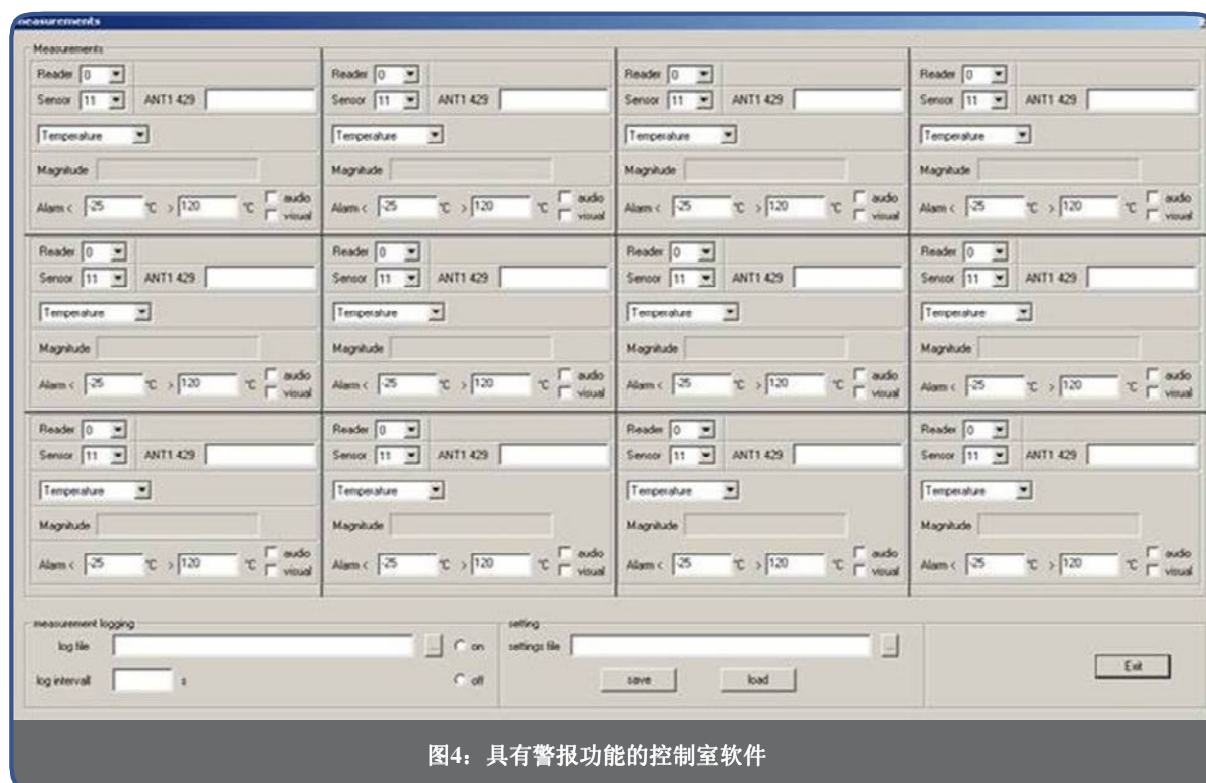 measurements
Measurements
Reader 0 Reader 0 Reader 0 Reader 0
Sensor 11 ANT1 429 Sensor 11 ANT1 429 Sensor 11 ANT1 429 Sensor 11 ANT1 429
Temperature Temperature Temperature Temperature
Magnitude Magnitude Magnitude Magnitude
Alarm < -25 °C > 120 °C audio Alarm < -25 °C > 120 °C audio Alarm < -25 °C > 120 °C audio Alarm < -25 °C > 120 °C audio
visual visual visual visual
Reader 0 Reader 0 Reader 0 Reader 0
Sensor 11 ANT1 429 Sensor 11 ANT1 429 Sensor 11 ANT1 429 Sensor 11 ANT1 429
Temperature Temperature Temperature Temperature
Magnitude Magnitude Magnitude Magnitude
Alarm < -25 °C > 120 °C audio Alarm < -25 °C > 120 °C audio Alarm < -25 °C > 120 °C audio Alarm < -25 °C > 120 °C audio
visual visual visual visual
Reader 0 Reader 0 Reader 0 Reader 0
Sensor 11 ANT1 429 Sensor 11 ANT1 429 Sensor 11 ANT1 429 Sensor 11 ANT1 429
Temperature Temperature Temperature Temperature
Magnitude Magnitude Magnitude Magnitude
Alarm < -25 °C > 120 °C audio Alarm < -25 °C > 120 °C audio Alarm < -25 °C > 120 °C audio Alarm < -25 °C > 120 °C audio
visual visual visual visual
measurement logging setting
log file ... on settings file ...
log intervall s off save load Exit
图4：具有警报功能的控制室软件